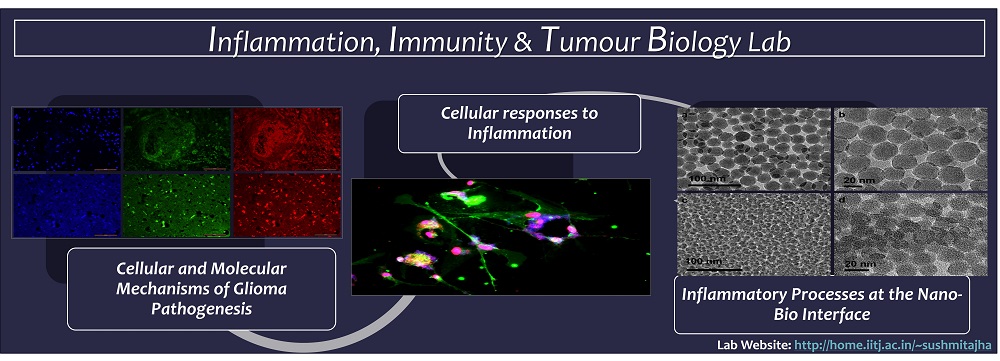 Inflammation, Immunity & Tumour Biology Lab
Cellular responses to
Inflammation
b
100 nm
20 nm
d
100 nm
20 nm
Cellular and Molecular
Mechanisms of Glioma
Pathogenesis
Inflammatory Processes at the Nano-
Bio Interface
Lab Website: http://home.iitj.ac.in/~sushmitajha